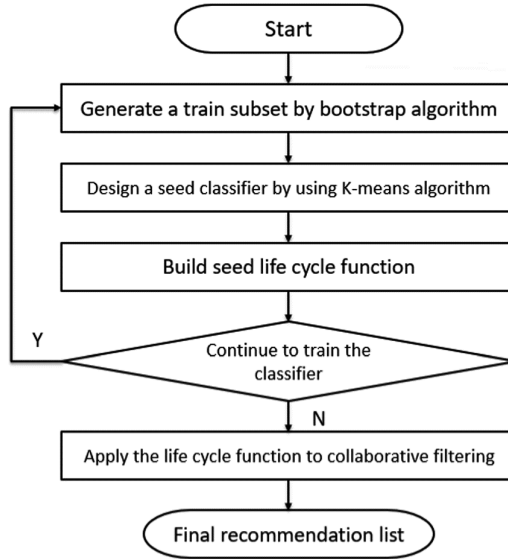 Start
Generate a train subset by bootstrap algorithm
Design a seed classifier by using K-means algorithm
Build seed life cycle function
Continue to train the
classifier
Y
N
Apply the life cycle function to collaborative filtering
Final recommendation list